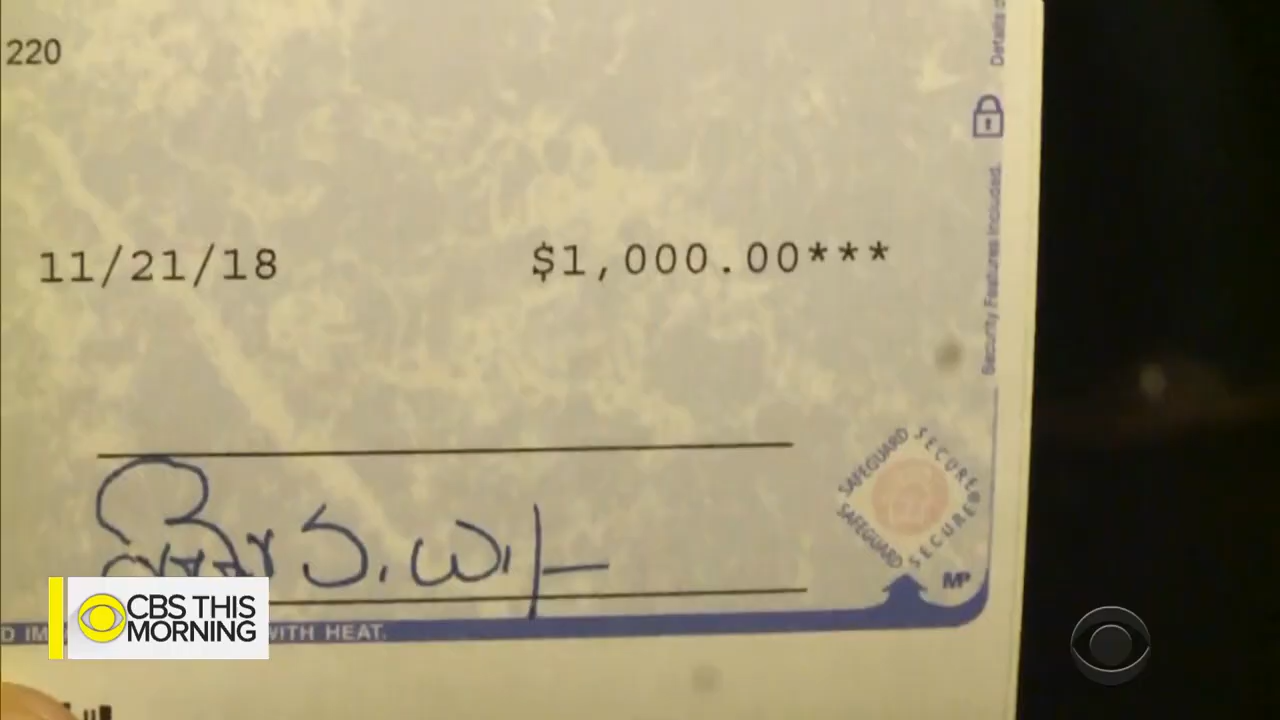 220
Details o
11/21/18
$1,000.00***
Security Features Included.
SAFEGUARD SECURE®
SAFEGUARD SECURE
MP
CBS THIS
MORNING
WITH HEAT.